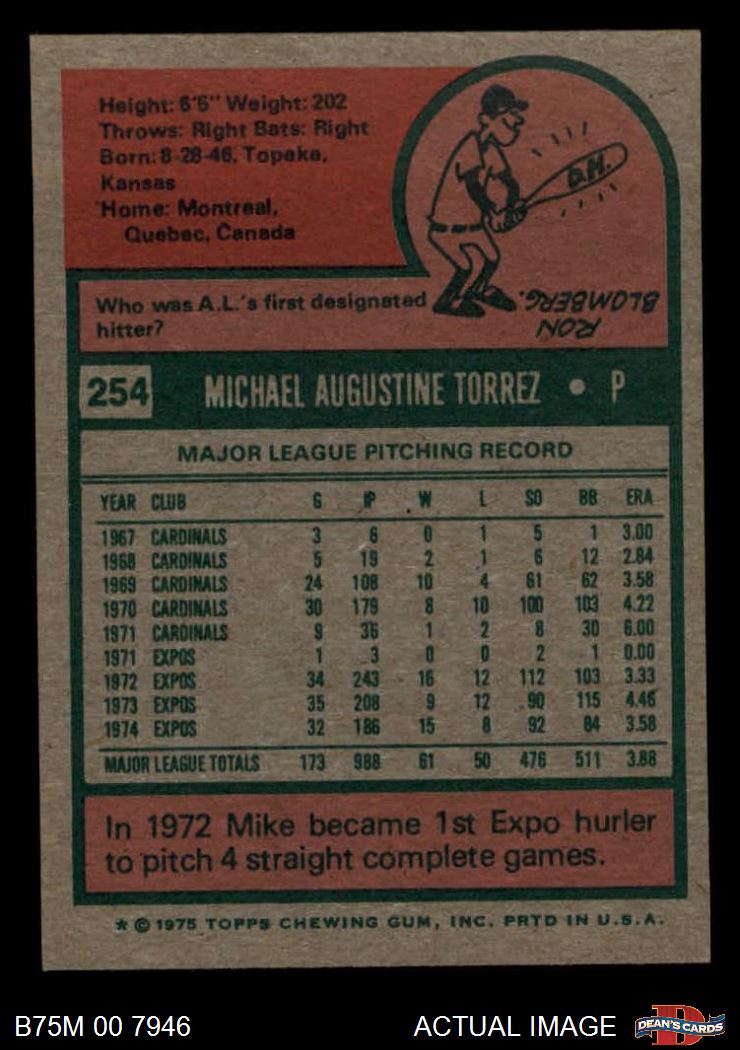 Height: 6'5" Weight: 202
Throws: Right Bats: Right
Born: 8-28-46, Topeka,
Kansas
Home: Montreal,
Quebec, Canada
D.H.
Who was A.L.'s first designated
hitter?
RON
BLOMBERG.
254 MICHAEL AUGUSTINE TORREZ • P
MAJOR LEAGUE PITCHING RECORD
YEAR CLUB G IP W L SO BB ERA
1967 CARDINALS 3 6 0 1 5 1 3.00
1968 CARDINALS 5 19 2 1 6 12 2.84
1969 CARDINALS 24 108 10 4 61 62 3.58
1970 CARDINALS 30 179 8 10 100 103 4.22
1971 CARDINALS 9 36 1 2 8 30 6.00
1971 EXPOS 1 3 0 0 2 1 0.00
1972 EXPOS 34 243 16 12 112 103 3.33
1973 EXPOS 35 208 9 12 90 115 4.46
1974 EXPOS 32 186 15 8 92 84 3.58
MAJOR LEAGUE TOTALS 173 988 61 50 476 511 3.88
In 1972 Mike became 1st Expo hurler
to pitch 4 straight complete games.
* © 1975 TOPPS CHEWING GUM, INC. PRTD IN U.S.A.
B75M 00 7946 ACTUAL IMAGE
D
DEAN'S CARDS